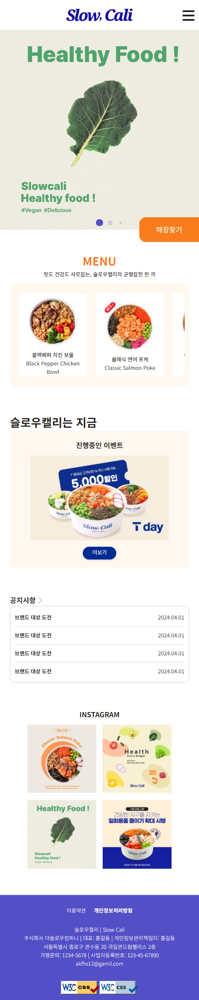 Slow, Cali
Healthy Food !
Slowcali
Healthy food !
#Vegan #Delicious
매장찾기
MENU
맛도 건강도 사로잡는, 슬로우캘리의 균형잡힌 한 끼
BEST
블랙페퍼 치킨 보울
Black Pepper Chicken
Bowl
클래식 연어 포케
Classic Salmon Poke
슬로우캘리는 지금
진행중인 이벤트
T 멤버십 고객이면 누구나 사용가능
5,000할인
Slow, Cali
T day
더보기
공지사항
브랜드 대상 도전 2024.04.01
브랜드 대상 도전 2024.04.01
브랜드 대상 도전 2024.04.01
브랜드 대상 도전 2024.04.01
INSTAGRAM
Slow, Cali
Classic Salmon Poke
Health
#tasty #vegan
Slow, Cali
Healthy Food !
Slowcali
Healthy food !
#Vegan #Delicious
11월 24일 시행
건강한 지구를 지키는
일회용품 줄이기 확대 시행
Slow, Cali
이용약관 개인정보처리방침
슬로우캘리 | Slow Cali
주식회사 더슬로우컴퍼니 | 대표: 홍길동 | 개인정보관리책임자: 홍길동
서울특별시 종로구 관수동 20 국일관드림팰리스 2층
가맹문의: 1234-5678 | 사업자등록번호: 123-45-67890
akfhs12@gamil.com
W3C CSS W3C CSS